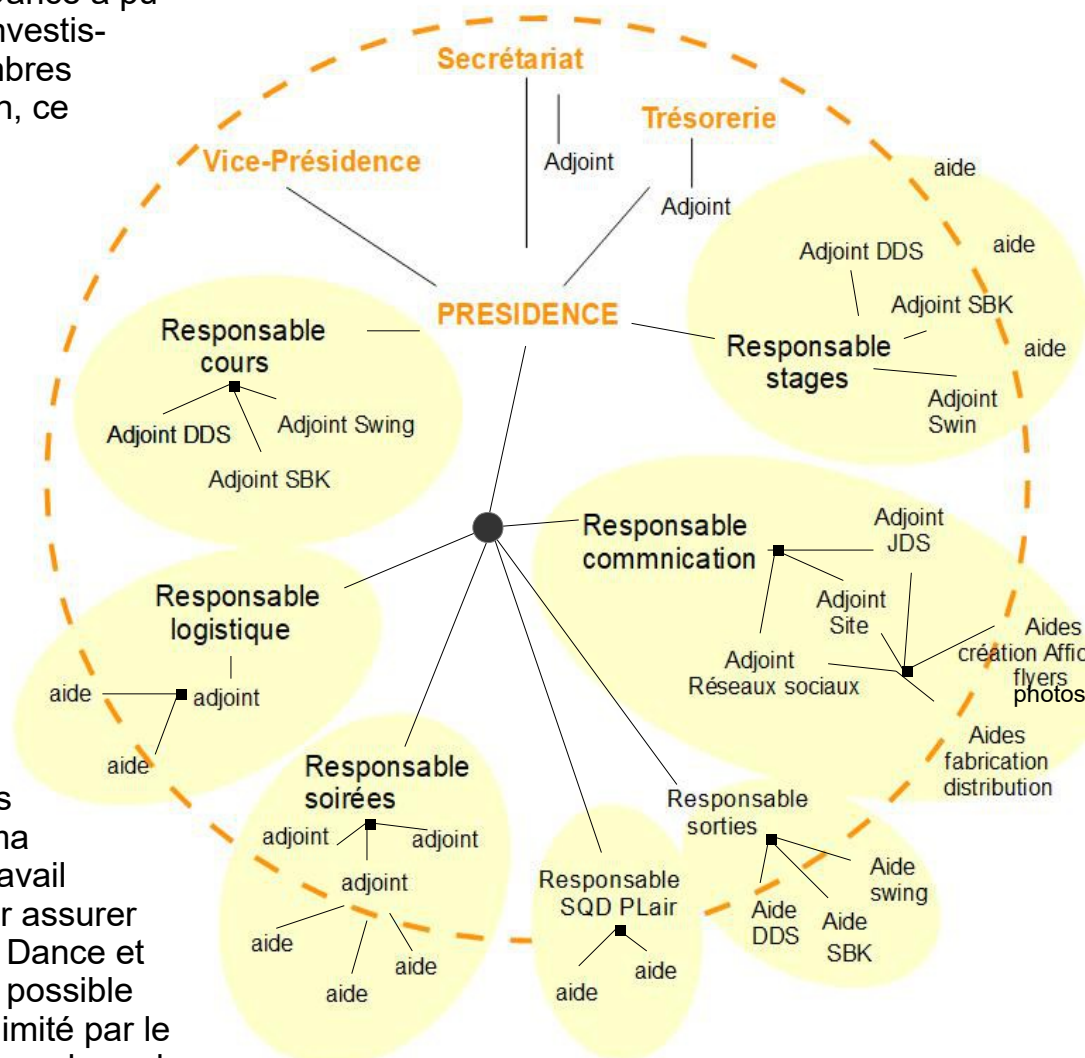 investis-
mbres
n, ce
Secrétariat
Adjoint
Trésorerie
Adjoint
Vice-Présidence
PRESIDENCE
Responsable
cours
Adjoint DDS
Adjoint Swing
Adjoint SBK
aide
aide
aide
Adjoint DDS
Adjoint SBK
Responsable
stages
Adjoint
Swin
Responsable
commnication
Adjoint
JDS
Adjoint
Site
Adjoint
Réseaux sociaux
Aides
création Affic
flyers
photos
Aides
fabrication
distribution
Responsable
logistique
adjoint
aide
aide
Responsable
soirées
adjoint
adjoint
adjoint
aide
aide
aide
Responsable
SQD PLair
aide
aide
Responsable
sorties
Aide
DDS
Aide
SBK
Aide
swing
s
ma
avail
r assurer
Dance et
possible
imité par le